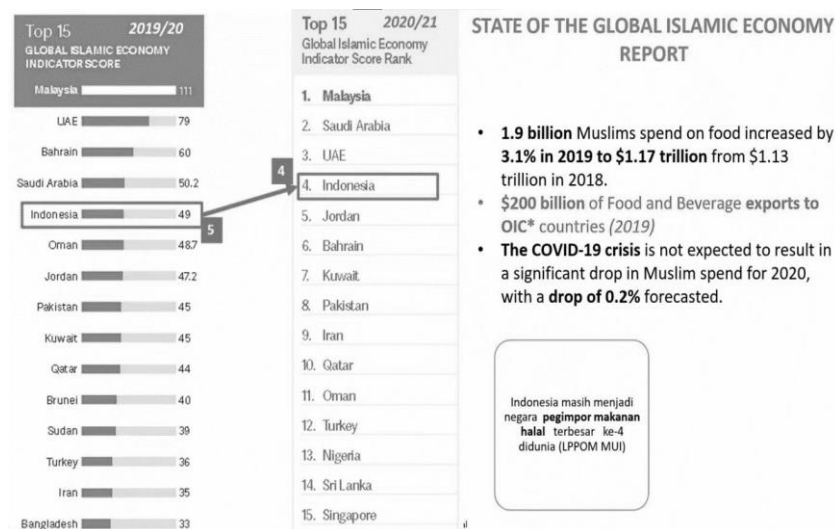 Top 15 2019/20
GLOBAL ISLAMIC ECONOMY
INDICATOR SCORE
Malaysia 111
UAE 79
Bahrain 60
Saudi Arabia 50.2
Indonesia 49
5
Oman 48.7
Jordan 47.2
Pakistan 45
Kuwait 45
Qatar 44
Brunei 40
Sudan 39
Turkey 36
Iran 35
Bangladesh 33
Top 15 2020/21
Global Islamic Economy
Indicator Score Rank
1. Malaysia
2. Saudi Arabia
3. UAE
4
4. Indonesia
5. Jordan
6. Bahrain
7. Kuwait
8. Pakistan
9. Iran
10. Qatar
11. Oman
12. Turkey
13. Nigeria
14. Sri Lanka
15. Singapore
STATE OF THE GLOBAL ISLAMIC ECONOMY
REPORT
• 1.9 billion Muslims spend on food increased by
3.1% in 2019 to $1.17 trillion from $1.13
trillion in 2018.
• $200 billion of Food and Beverage exports to
OIC* countries (2019)
• The COVID-19 crisis is not expected to result in
a significant drop in Muslim spend for 2020,
with a drop of 0.2% forecasted.
Indonesia masih menjadi
negara pegimpor makanan
halal terbesar ke-4
didunia (LPPOM MUI)